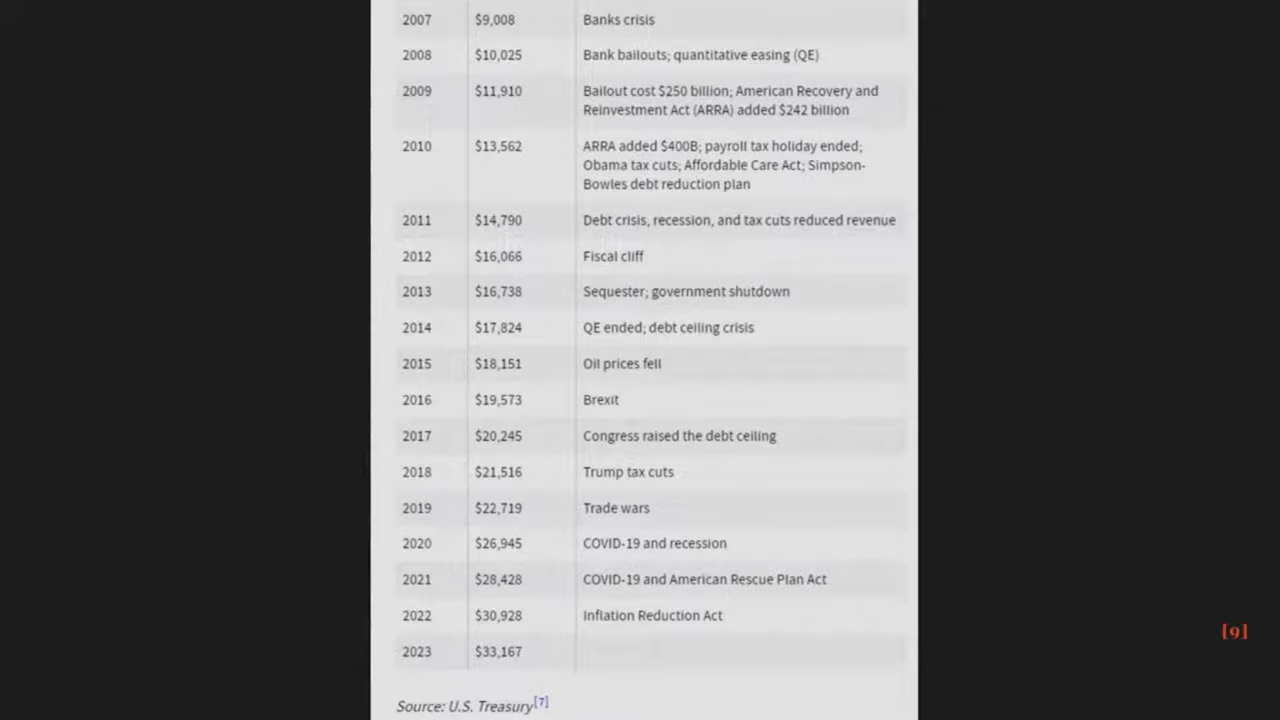 2007 $9,008 Banks crisis
2008 $10,025 Bank bailouts; quantitative easing (QE)
2009 $11,910 Bailout cost $250 billion; American Recovery and
Reinvestment Act (ARRA) added $242 billion
2010 $13,562 ARRA added $400B; payroll tax holiday ended;
Obama tax cuts; Affordable Care Act; Simpson-
Bowles debt reduction plan
2011 $14,790 Debt crisis, recession, and tax cuts reduced revenue
2012 $16,066 Fiscal cliff
2013 $16,738 Sequester; government shutdown
2014 $17,824 QE ended; debt ceiling crisis
2015 $18,151 Oil prices fell
2016 $19,573 Brexit
2017 $20,245 Congress raised the debt ceiling
2018 $21,516 Trump tax cuts
2019 $22,719 Trade wars
2020 $26,945 COVID-19 and recession
2021 $28,428 COVID-19 and American Rescue Plan Act
2022 $30,928 Inflation Reduction Act
[9]
2023 $33,167
Source: U.S. Treasury[7]